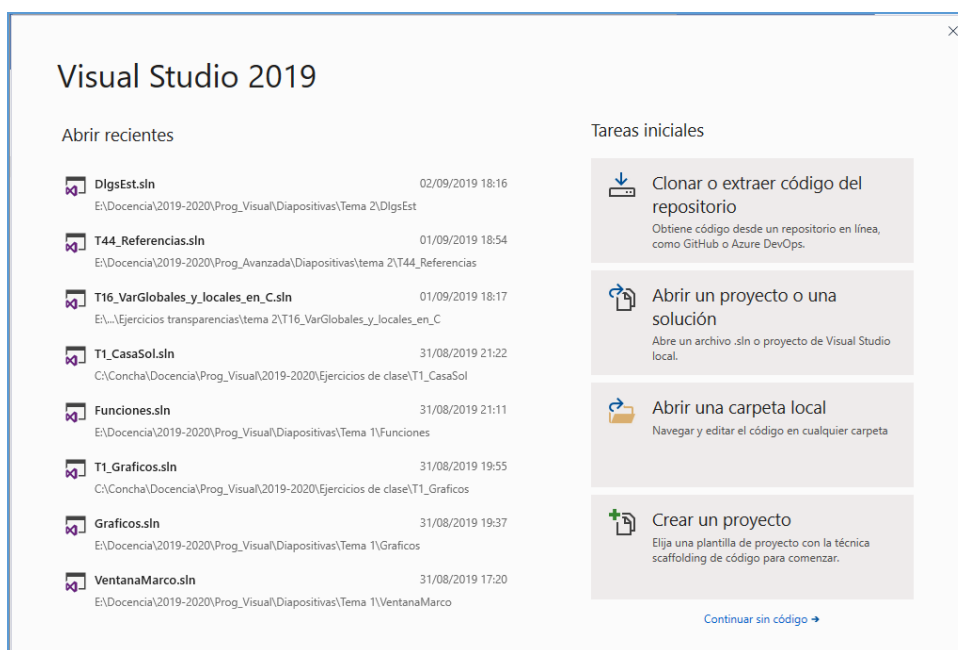 Visual Studio 2019
Abrir recientes
DlgsEst.sln 02/09/2019 18:16
E:\Docencia\2019-2020\Prog_Visual\Diapositivas\Tema 2\DlgsEst
T44_Referencias.sln 01/09/2019 18:54
E:\Docencia\2019-2020\Prog_Avanzada\Diapositivas\tema 2\T44_Referencias
T16_VarGlobales_y_locales_en_C.sln 01/09/2019 18:17
E:\...\Ejercicios transparencias\tema 2\T16_VarGlobales_y_locales_en_C
T1_CasaSol.sln 31/08/2019 21:22
C:\Concha\Docencia\Prog_Visual\2019-2020\Ejercicios de clase\T1_CasaSol
Funciones.sln 31/08/2019 21:11
E:\Docencia\2019-2020\Prog_Visual\Diapositivas\Tema 1\Funciones
T1_Graficos.sln 31/08/2019 19:55
C:\Concha\Docencia\Prog_Visual\2019-2020\Ejercicios de clase\T1_Graficos
Graficos.sln 31/08/2019 19:37
E:\Docencia\2019-2020\Prog_Visual\Diapositivas\Tema 1\Graficos
VentanaMarco.sln 31/08/2019 17:20
E:\Docencia\2019-2020\Prog_Visual\Diapositivas\Tema 1\VentanaMarco
Tareas iniciales
Clonar o extraer código del
repositorio
Obtiene código desde un repositorio en línea,
como GitHub o Azure DevOps.
Abrir un proyecto o una
solución
Abre un archivo .sln o proyecto de Visual Studio
local.
Abrir una carpeta local
Navegar y editar el código en cualquier carpeta
Crear un proyecto
Elija una plantilla de proyecto con la técnica
scaffolding de código para comenzar.
Continuar sin código →